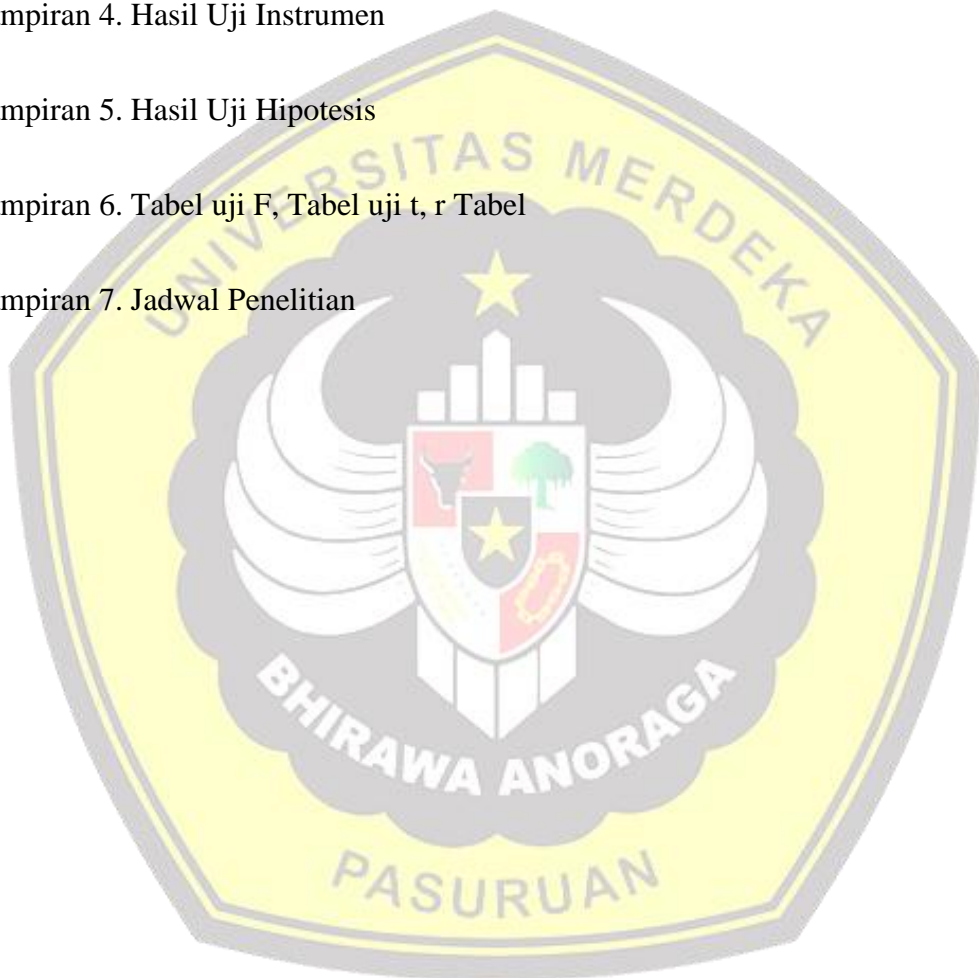 mpiran 4. Hasil Uji Instrumen
mpiran 5. Hasil Uji Hipotesis
mpiran 6. Tabel uji F, Tabel uji t, r Tabel
mpiran 7. Jadwal Penelitian
UNIVERSITAS MERDEKA
BHIRAWA ANORAGA
PASURUAN